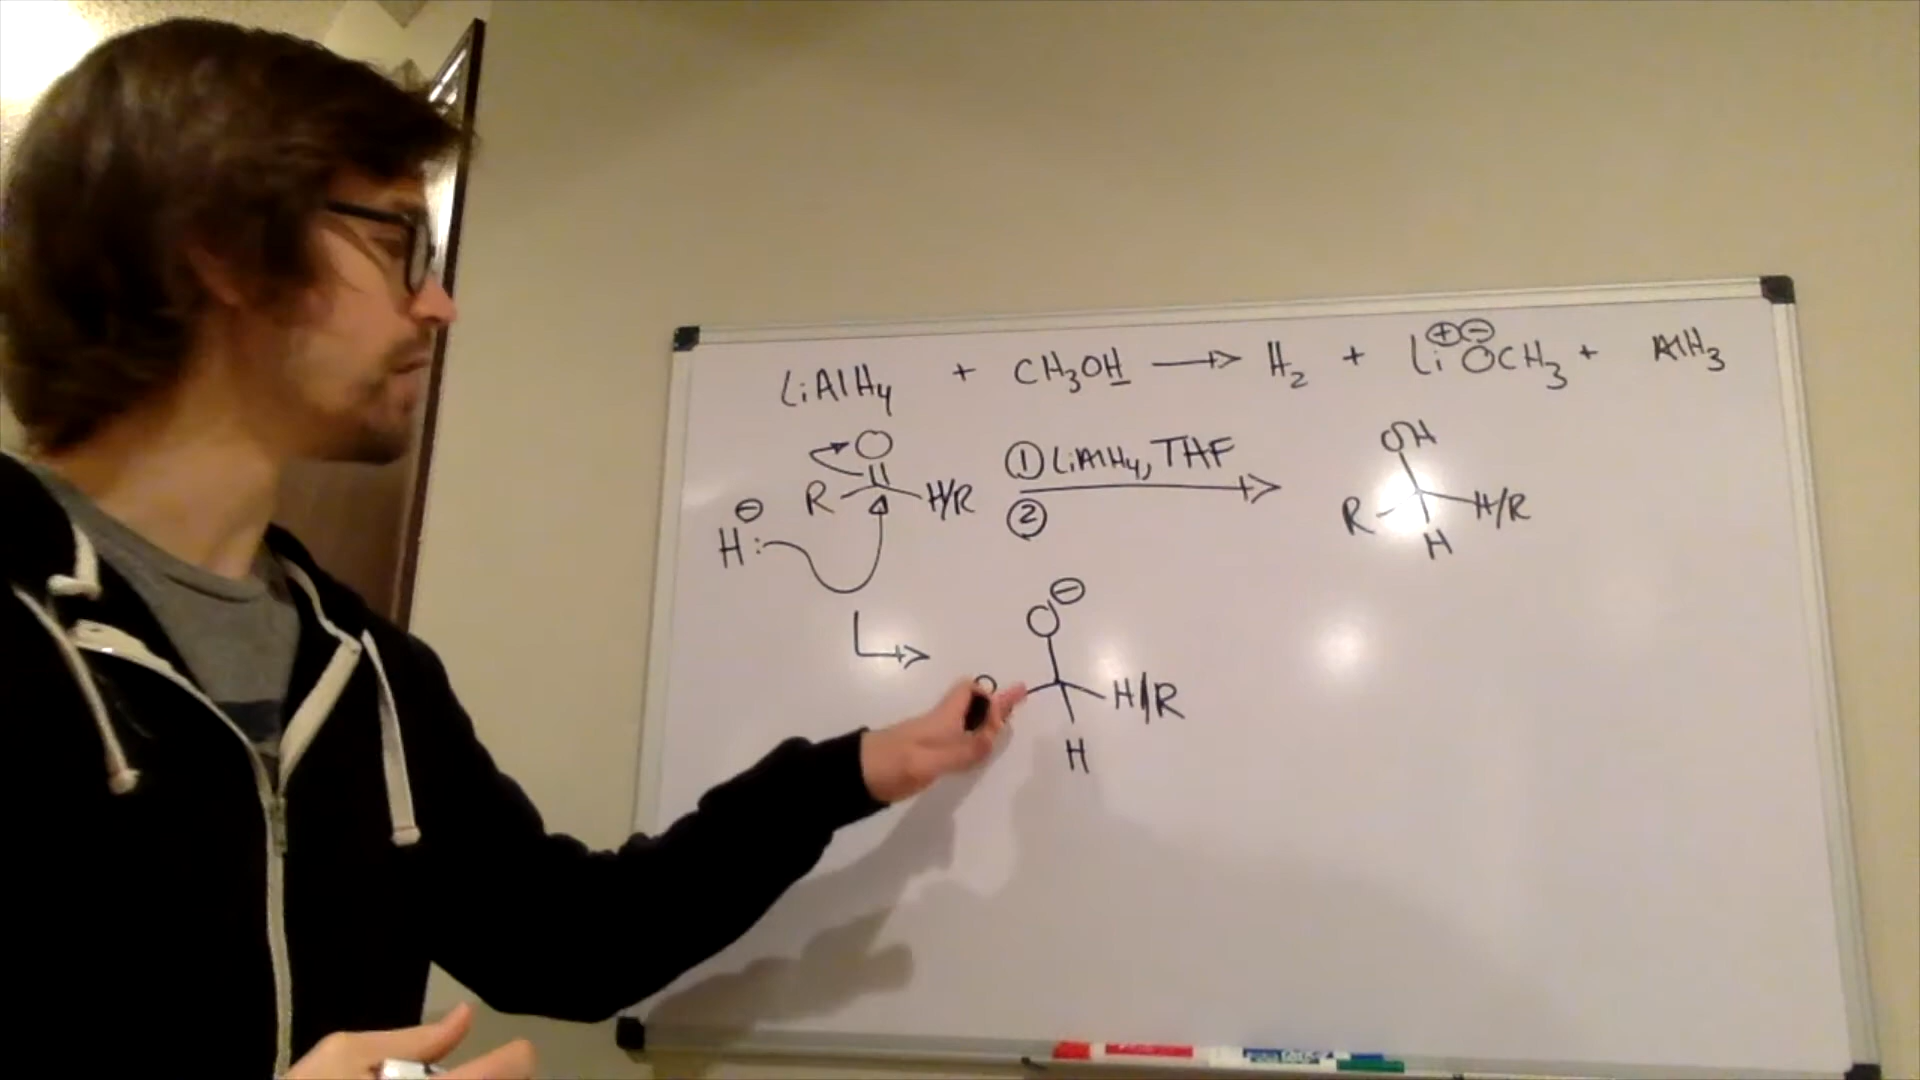 LiAlH₄ + CH₃OH → H₂ + Li⊕ ⊖OCH₃ + AlH₃
O
R H/R
H:⊖
① LiAlH₄, THF
②
OH
R H/R
H
O⊖
H/R
H